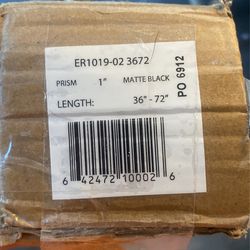 ER1019-02 3672
PRISM 1" MATTE BLACK
LENGTH: 36" - 72"
PO 6912
6 42472 10002 6